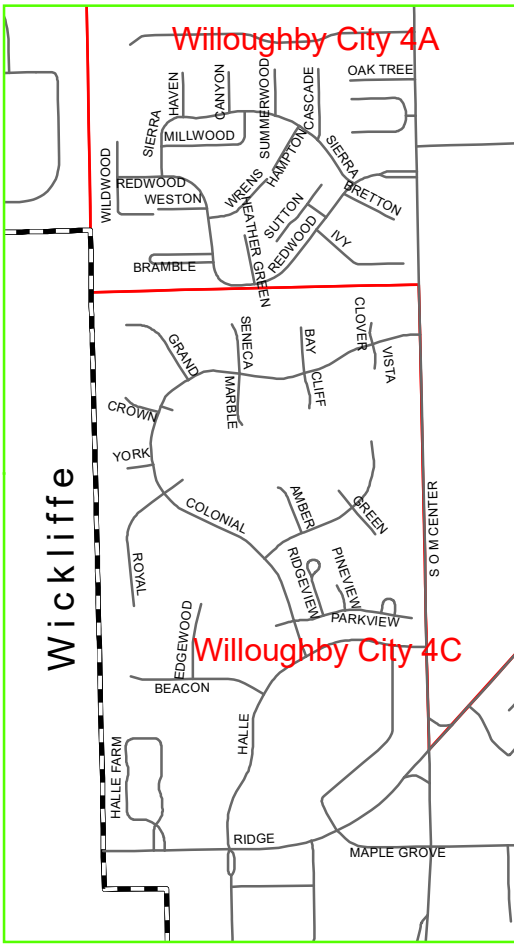 Willoughby City 4A
OAK TREE
HAVEN
CANYON
SUMMERWOOD
CASCADE
SIERRA
MILLWOOD
HAMPTON
SIERRA
WILDWOOD
REDWOOD
WESTON
WRENS
BRETTON
HEATHER GREEN
SUTTON
REDWOOD
IVY
BRAMBLE
GRAND
SENECA
BAY
CLOVER
VISTA
MARBLE
CLIFF
CROWN
YORK
Wickliffe
COLONIAL
AMBER
GREEN
S O M CENTER
ROYAL
RIDGEVIEW
PINEVIEW
PARKVIEW
EDGEWOOD
Willoughby City 4C
BEACON
HALLE
HALLE FARM
RIDGE
MAPLE GROVE